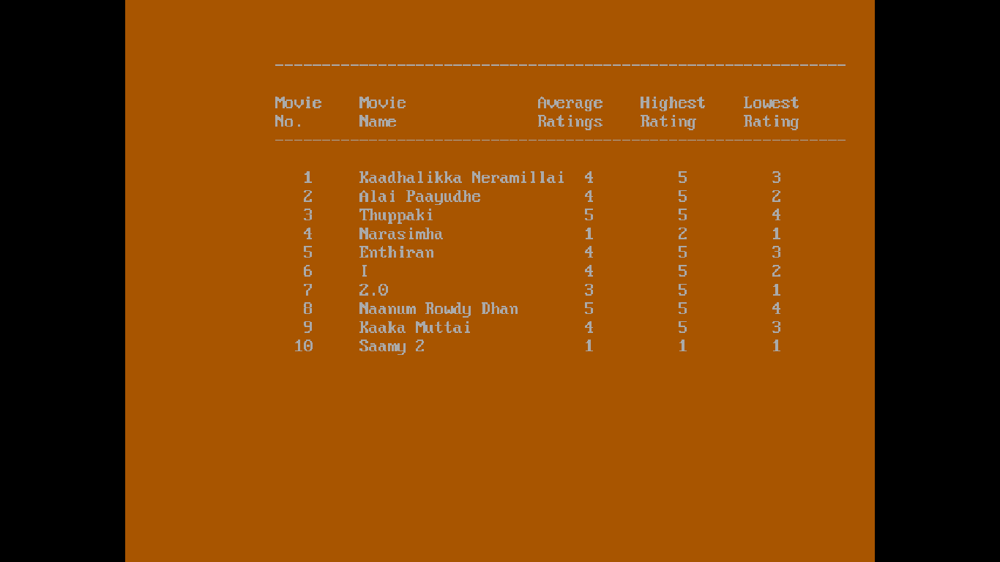 Movie Movie Average Highest Lowest
No. Name Ratings Rating Rating
1 Kaadhalikka Neramillai 4 5 3
2 Alai Paayudhe 4 5 2
3 Thuppaki 5 5 4
4 Narasimha 1 2 1
5 Enthiran 4 5 3
6 I 4 5 2
7 2.0 3 5 1
8 Naanum Rowdy Dhan 5 5 4
9 Kaaka Muttai 4 5 3
10 Saamy 2 1 1 1